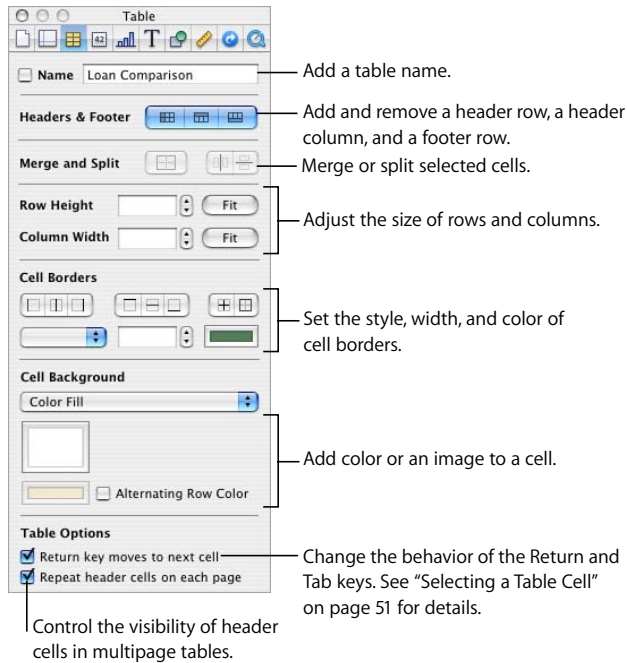 Table
42
T
Name Loan Comparison
Add a table name.
Headers & Footer
Add and remove a header row, a header
column, and a footer row.
Merge and Split
Merge or split selected cells.
Row Height Fit
Column Width Fit
Adjust the size of rows and columns.
Cell Borders
Set the style, width, and color of
cell borders.
Cell Background
Color Fill
Add color or an image to a cell.
Alternating Row Color
Table Options
Return key moves to next cell
Repeat header cells on each page
Change the behavior of the Return and
Tab keys. See “Selecting a Table Cell”
on page 51 for details.
Control the visibility of header
cells in multipage tables.